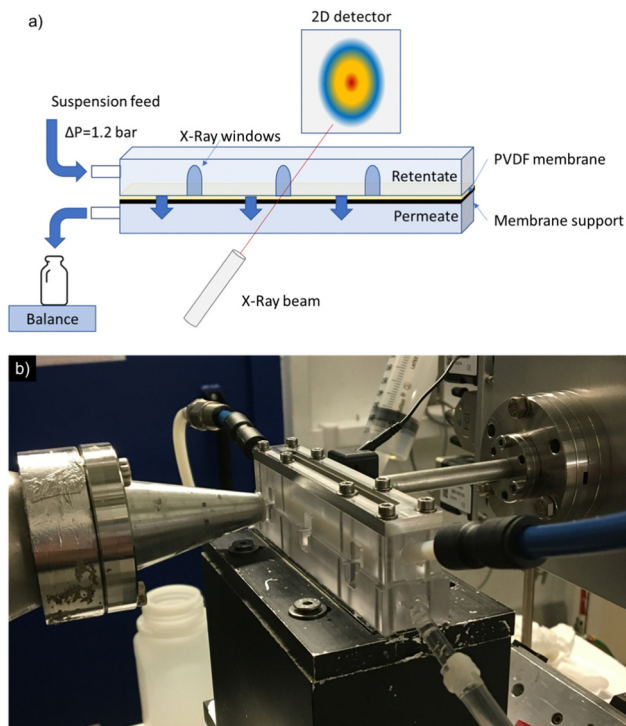 a)
2D detector
Suspension feed
ΔP=1.2 bar
X-Ray windows
PVDF membrane
Retentate
Permeate
Membrane support
X-Ray beam
Balance
b)